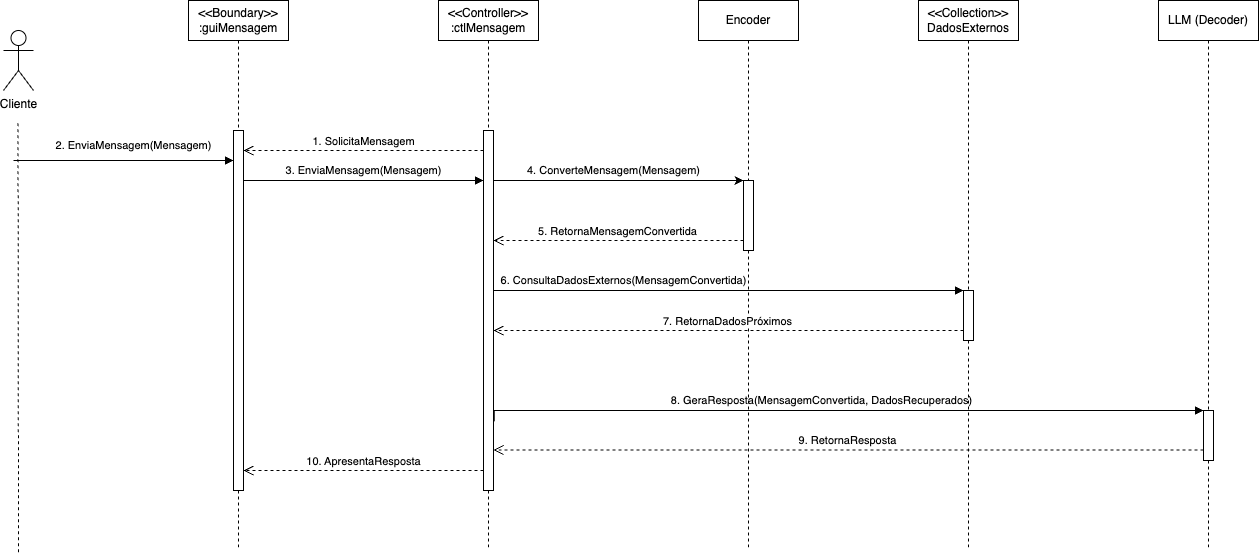 <<Boundary>>
:guiMensagem
<<Controller>>
:ctlMensagem
Encoder
<<Collection>>
DadosExternos
LLM (Decoder)
Cliente
1. SolicitaMensagem
2. EnviaMensagem(Mensagem)
3. EnviaMensagem(Mensagem)
4. ConverteMensagem(Mensagem)
5. RetornaMensagemConvertida
6. ConsultaDadosExternos(MensagemConvertida)
7. RetornaDadosPróximos
8. GeraResposta(MensagemConvertida, DadosRecuperados)
9. RetornaResposta
10. ApresentaResposta